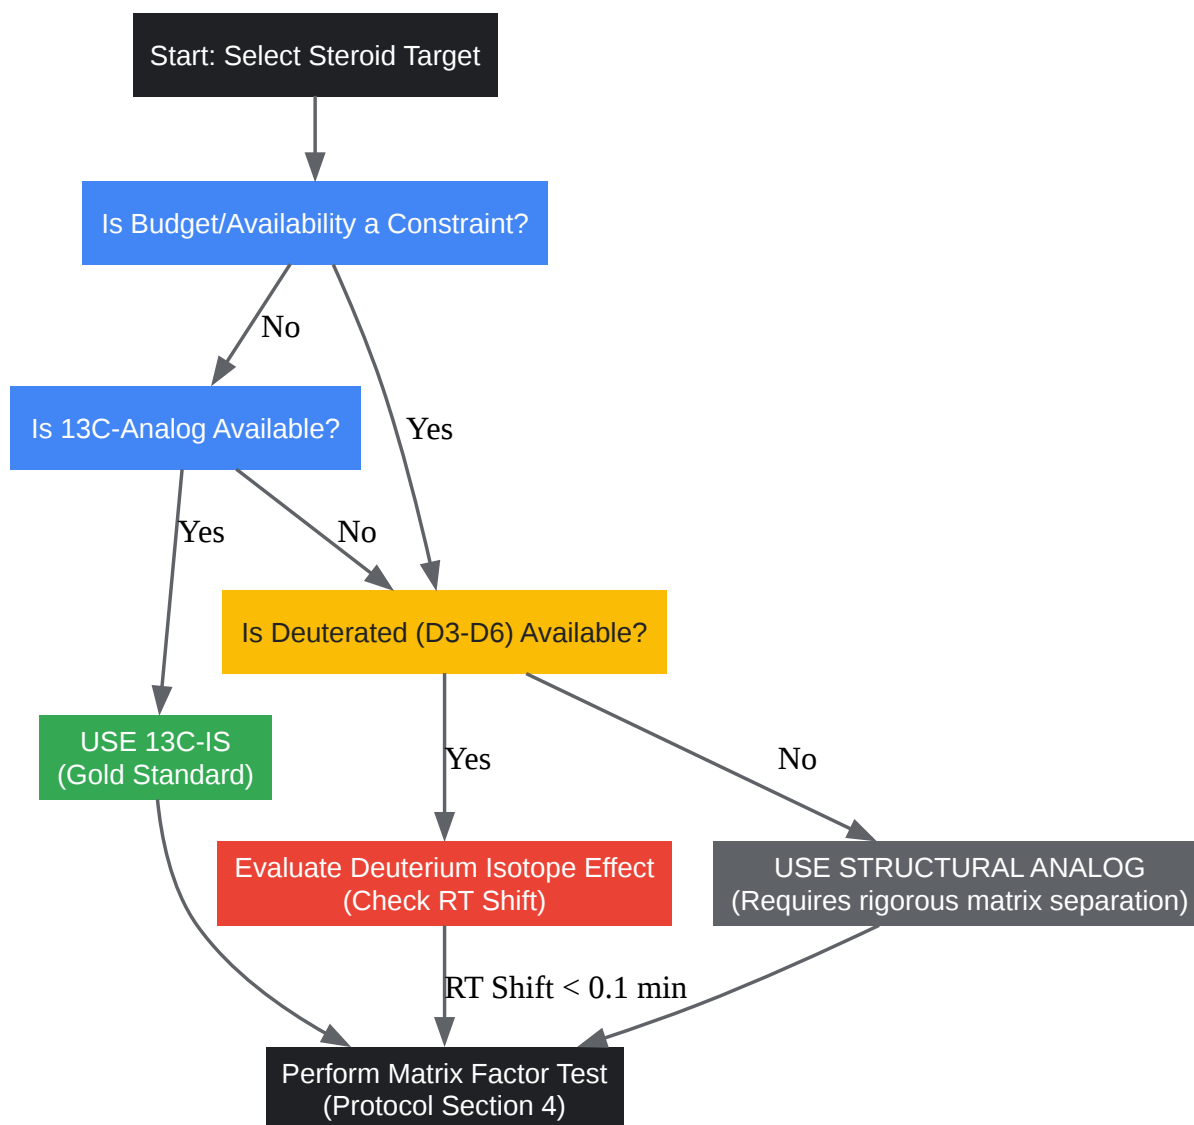 Start: Select Steroid Target
Is Budget/Availability a Constraint?
No
Is 13C-Analog Available?
Yes
Yes
No
Is Deuterated (D3-D6) Available?
USE 13C-IS
(Gold Standard)
Yes
No
Evaluate Deuterium Isotope Effect
(Check RT Shift)
USE STRUCTURAL ANALOG
(Requires rigorous matrix separation)
RT Shift < 0.1 min
Perform Matrix Factor Test
(Protocol Section 4)